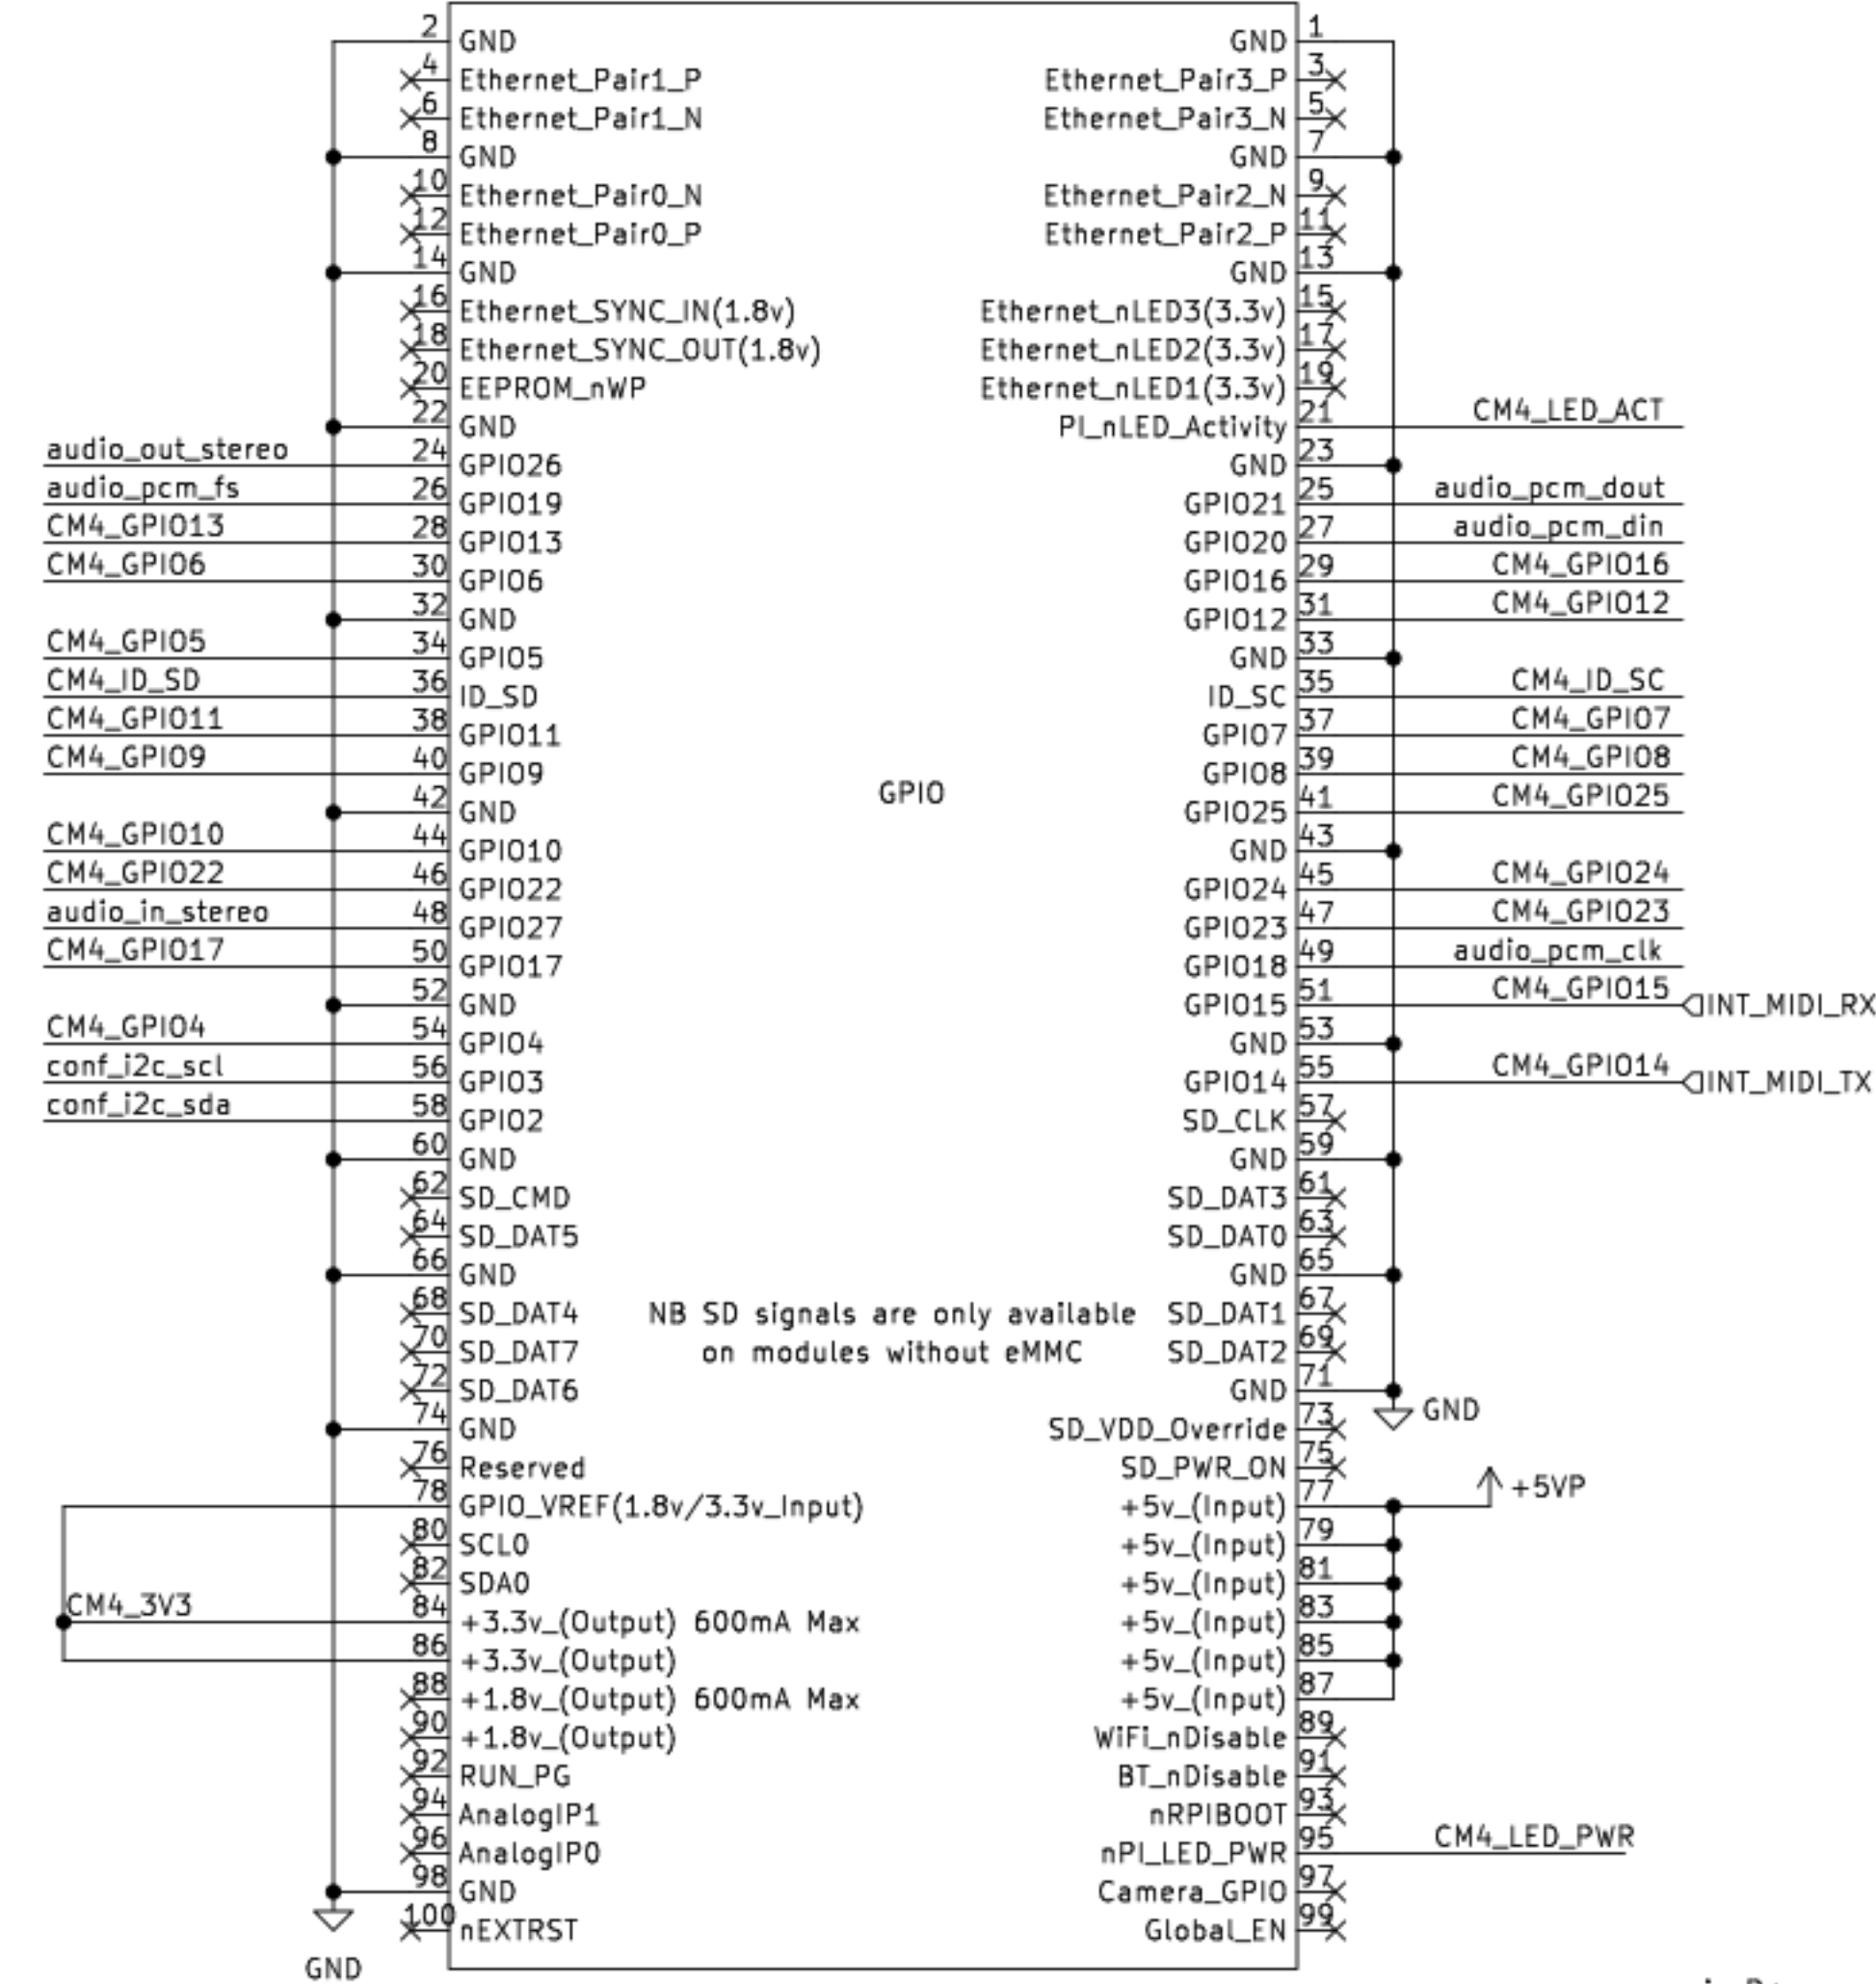 2 GND GND 1
4 Ethernet_Pair1_P Ethernet_Pair3_P 3
6 Ethernet_Pair1_N Ethernet_Pair3_N 5
8 GND GND 7
10 Ethernet_Pair0_N Ethernet_Pair2_N 9
12 Ethernet_Pair0_P Ethernet_Pair2_P 11
14 GND GND 13
16 Ethernet_SYNC_IN(1.8v) Ethernet_nLED3(3.3v) 15
18 Ethernet_SYNC_OUT(1.8v) Ethernet_nLED2(3.3v) 17
20 EEPROM_nWP Ethernet_nLED1(3.3v) 19
22 GND PI_nLED_Activity 21 CM4_LED_ACT
audio_out_stereo 24 GPIO26 GND 23
audio_pcm_fs 26 GPIO19 GPIO21 25 audio_pcm_dout
CM4_GPIO13 28 GPIO13 GPIO20 27 audio_pcm_din
CM4_GPIO6 30 GPIO6 GPIO16 29 CM4_GPIO16
32 GND GPIO12 31 CM4_GPIO12
CM4_GPIO5 34 GPIO5 GND 33
CM4_ID_SD 36 ID_SD ID_SC 35 CM4_ID_SC
CM4_GPIO11 38 GPIO11 GPIO7 37 CM4_GPIO7
CM4_GPIO9 40 GPIO9 GPIO8 39 CM4_GPIO8
GPIO
42 GND GPIO25 41 CM4_GPIO25
CM4_GPIO10 44 GPIO10 GND 43
CM4_GPIO22 46 GPIO22 GPIO24 45 CM4_GPIO24
audio_in_stereo 48 GPIO27 GPIO23 47 CM4_GPIO23
CM4_GPIO17 50 GPIO17 GPIO18 49 audio_pcm_clk
52 GND GPIO15 51 CM4_GPIO15 INT_MIDI_RX
CM4_GPIO4 54 GPIO4 GND 53
conf_i2c_scl 56 GPIO3 GPIO14 55 CM4_GPIO14 INT_MIDI_TX
conf_i2c_sda 58 GPIO2 SD_CLK 57
60 GND GND 59
62 SD_CMD SD_DAT3 61
64 SD_DAT5 SD_DAT0 63
66 GND GND 65
68 SD_DAT4 NB SD signals are only available SD_DAT1 67
70 SD_DAT7 on modules without eMMC SD_DAT2 69
72 SD_DAT6 GND 71
GND
74 GND SD_VDD_Override 73
76 Reserved SD_PWR_ON 75
+5VP
78 GPIO_VREF(1.8v/3.3v_Input) +5v_(Input) 77
80 SCL0 +5v_(Input) 79
82 SDA0 +5v_(Input) 81
CM4_3V3 84 +3.3v_(Output) 600mA Max +5v_(Input) 83
86 +3.3v_(Output) +5v_(Input) 85
88 +1.8v_(Output) 600mA Max +5v_(Input) 87
90 +1.8v_(Output) WiFi_nDisable 89
92 RUN_PG BT_nDisable 91
94 AnalogIP1 nRPIBOOT 93
96 AnalogIP0 nPI_LED_PWR 95 CM4_LED_PWR
98 GND Camera_GPIO 97
100 nEXTRST Global_EN 99
GND